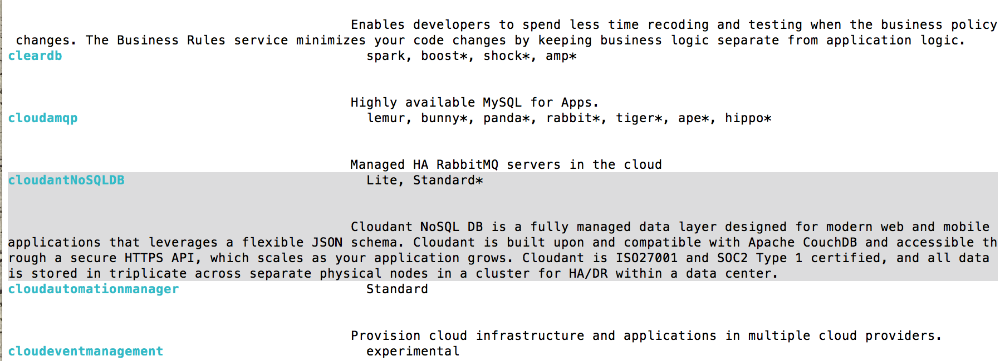 Enables developers to spend less time recoding and testing when the business policy
changes. The Business Rules service minimizes your code changes by keeping business logic separate from application logic.
cleardb spark, boost*, shock*, amp*
Highly available MySQL for Apps.
cloudamqp lemur, bunny*, panda*, rabbit*, tiger*, ape*, hippo*
Managed HA RabbitMQ servers in the cloud
cloudantNoSQLDB Lite, Standard*
Cloudant NoSQL DB is a fully managed data layer designed for modern web and mobile
applications that leverages a flexible JSON schema. Cloudant is built upon and compatible with Apache CouchDB and accessible th
rough a secure HTTPS API, which scales as your application grows. Cloudant is ISO27001 and SOC2 Type 1 certified, and all data
is stored in triplicate across separate physical nodes in a cluster for HA/DR within a data center.
cloudautomationmanager Standard
Provision cloud infrastructure and applications in multiple cloud providers.
cloudeventmanagement experimental